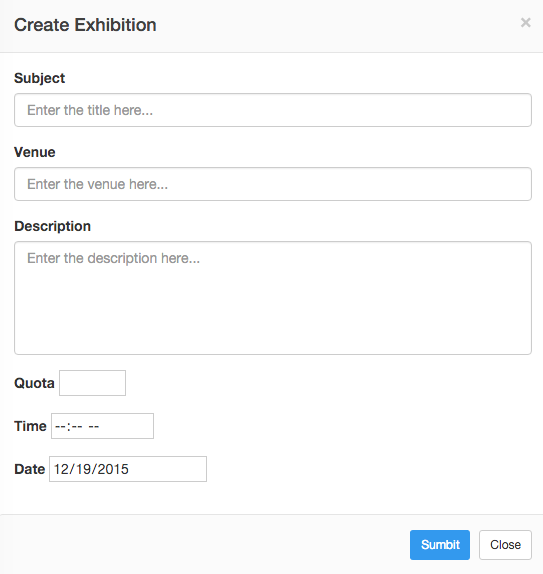 Create Exhibition ×
Subject
Enter the title here...
Venue
Enter the venue here...
Description
Enter the description here...
Quota
Time --:-- --
Date 12/19/2015
Sumbit Close